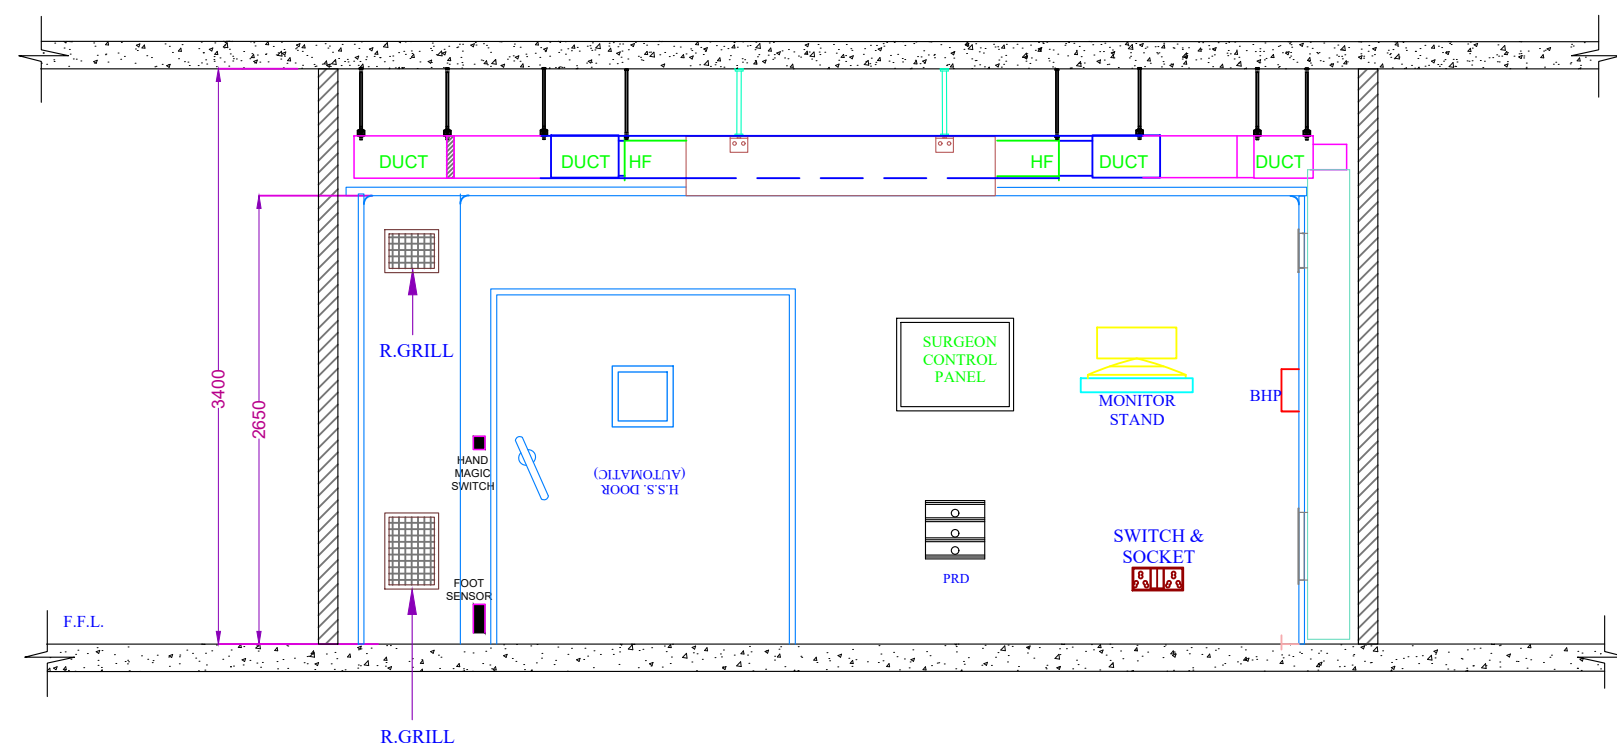 DUCT
DUCT
HF
HF
DUCT
DUCT
R.GRILL
3400
2650
SURGEON
CONTROL
PANEL
MONITOR
STAND
BHP
HAND
MAGIC
SWITCH
H.S.S. DOOR
(AUTOMATIC)
SWITCH &
SOCKET
PRD
FOOT
SENSOR
F.F.L.
R.GRILL